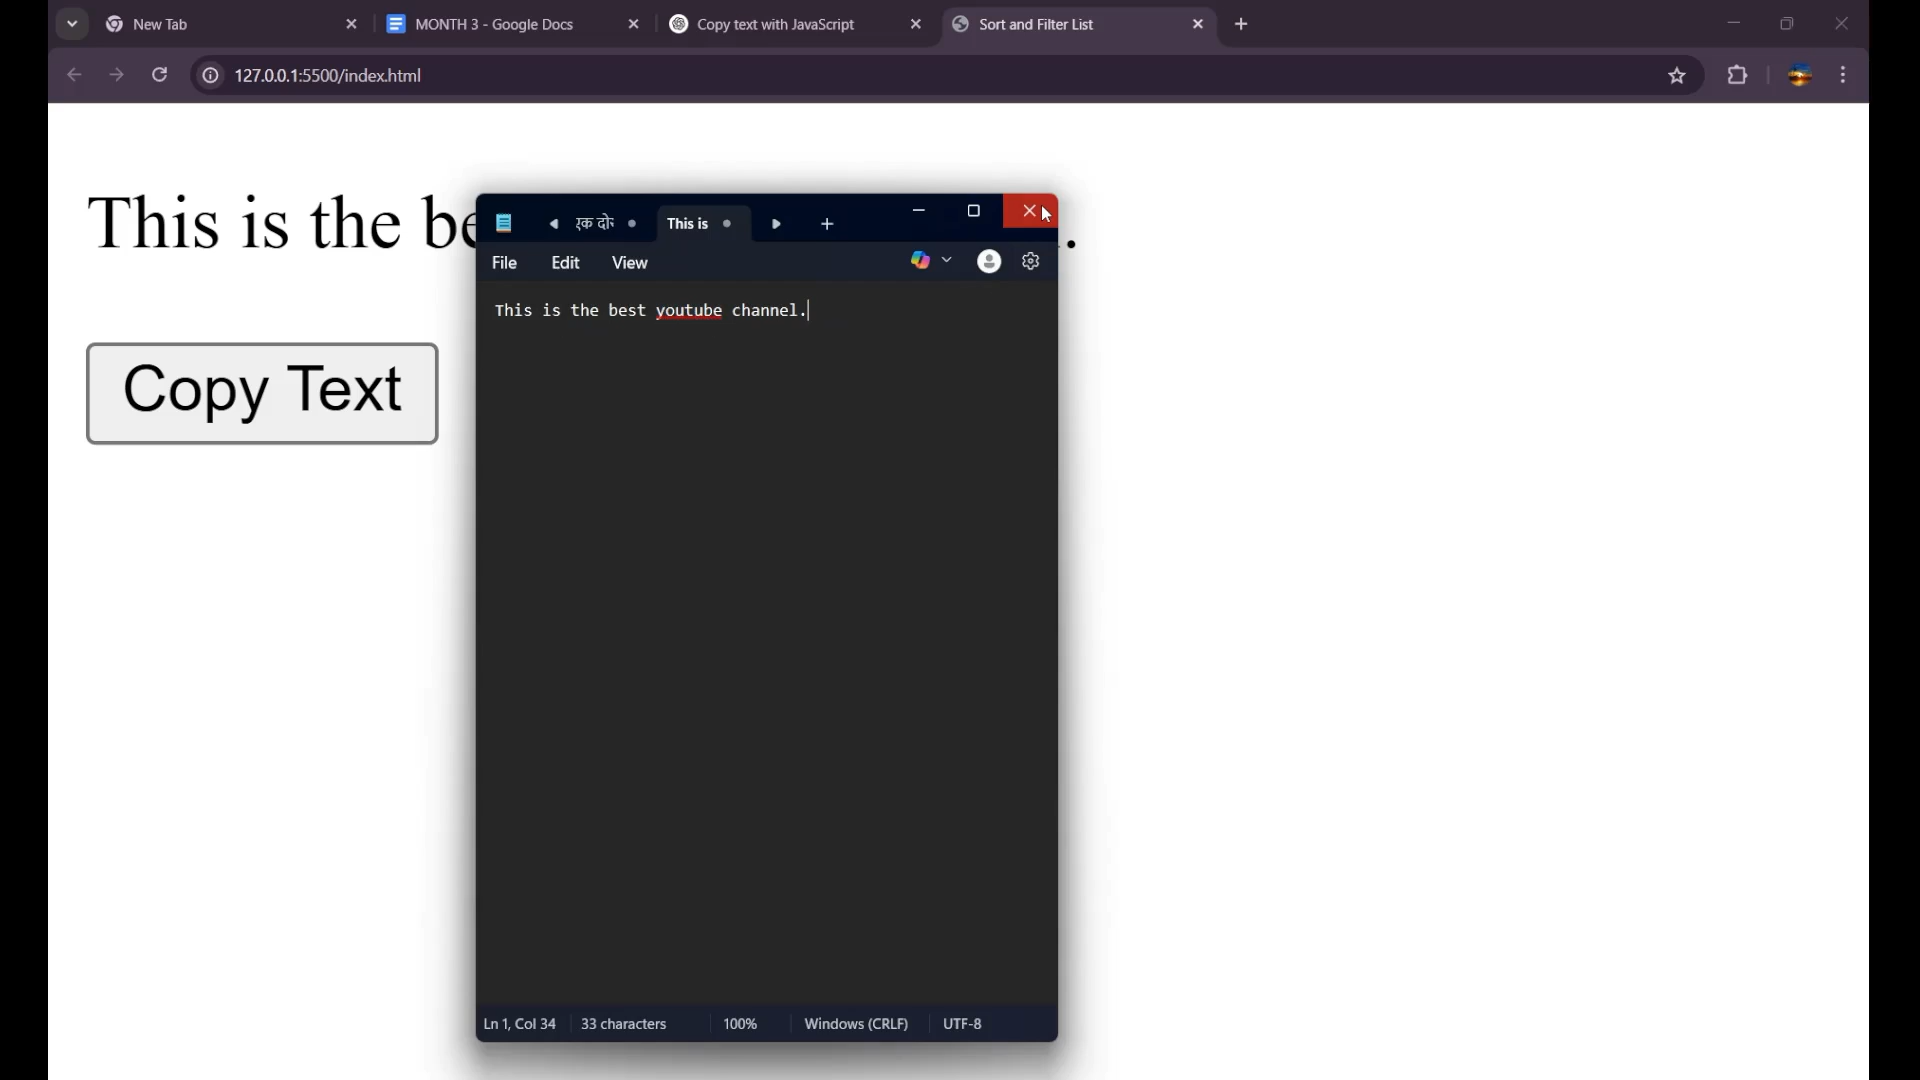 New Tab
MONTH 3 - Google Docs
Copy text with JavaScript
Sort and Filter List
127.0.0.1:5500/index.html
This is the be
.
Copy Text
This is
File Edit View
This is the best youtube channel.
Ln 1, Col 34
33 characters
100%
Windows (CRLF)
UTF-8